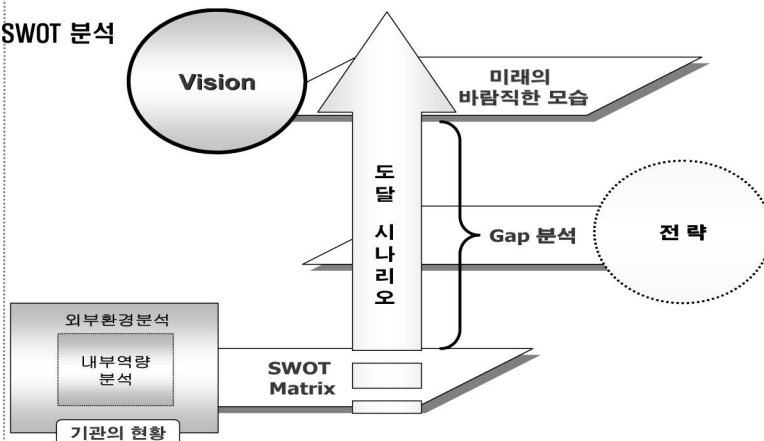 SWOT 분석
Vision
미래의
바람직한 모습
도
달
시
나
리
오
Gap 분석
전 략
외부환경분석
내부역량
분석
SWOT
Matrix
기관의 현황